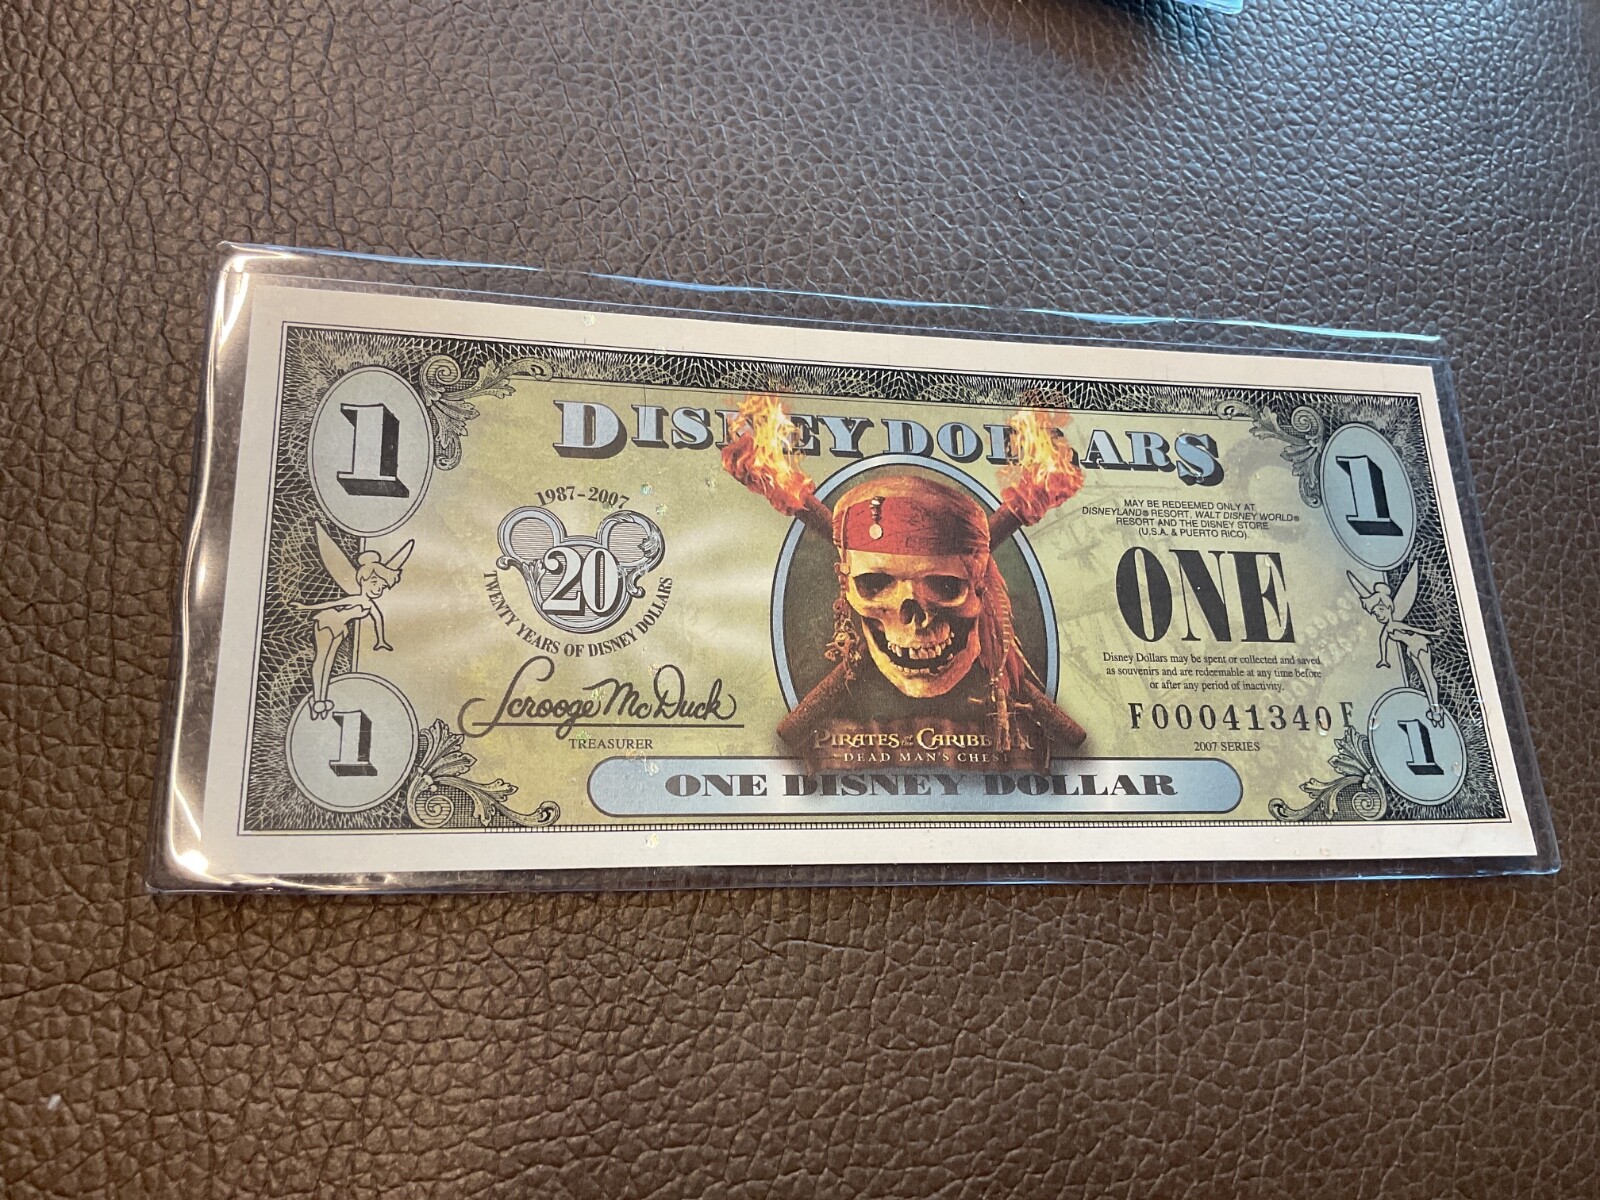 DISNEY DOLLARS
1
1
1987-2007
20
TWENTY YEARS OF DISNEY DOLLARS
Scrooge McDuck
TREASURER
MAY BE REDEEMED ONLY AT
DISNEYLAND® RESORT, WALT DISNEY WORLD®
RESORT AND THE DISNEY STORE
(U.S.A. & PUERTO RICO).
ONE
Disney Dollars may be spent or collected and saved
as souvenirs and are redeemable at any time before
or after any period of inactivity.
F00041340F
2007 SERIES
PIRATES OF THE CARIBBEAN
DEAD MAN'S CHEST
1
ONE DISNEY DOLLAR
1